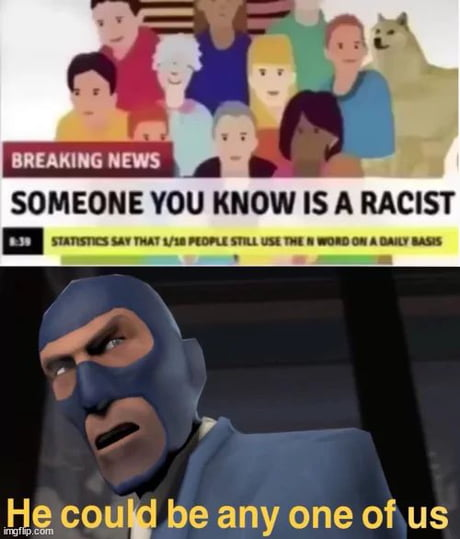 BREAKING NEWS
SOMEONE YOU KNOW IS A RACIST
8:39 STATISTICS SAY THAT 1/10 PEOPLE STILL USE THE N WORD ON A DAILY BASIS
He could be any one of us
imgflip.com